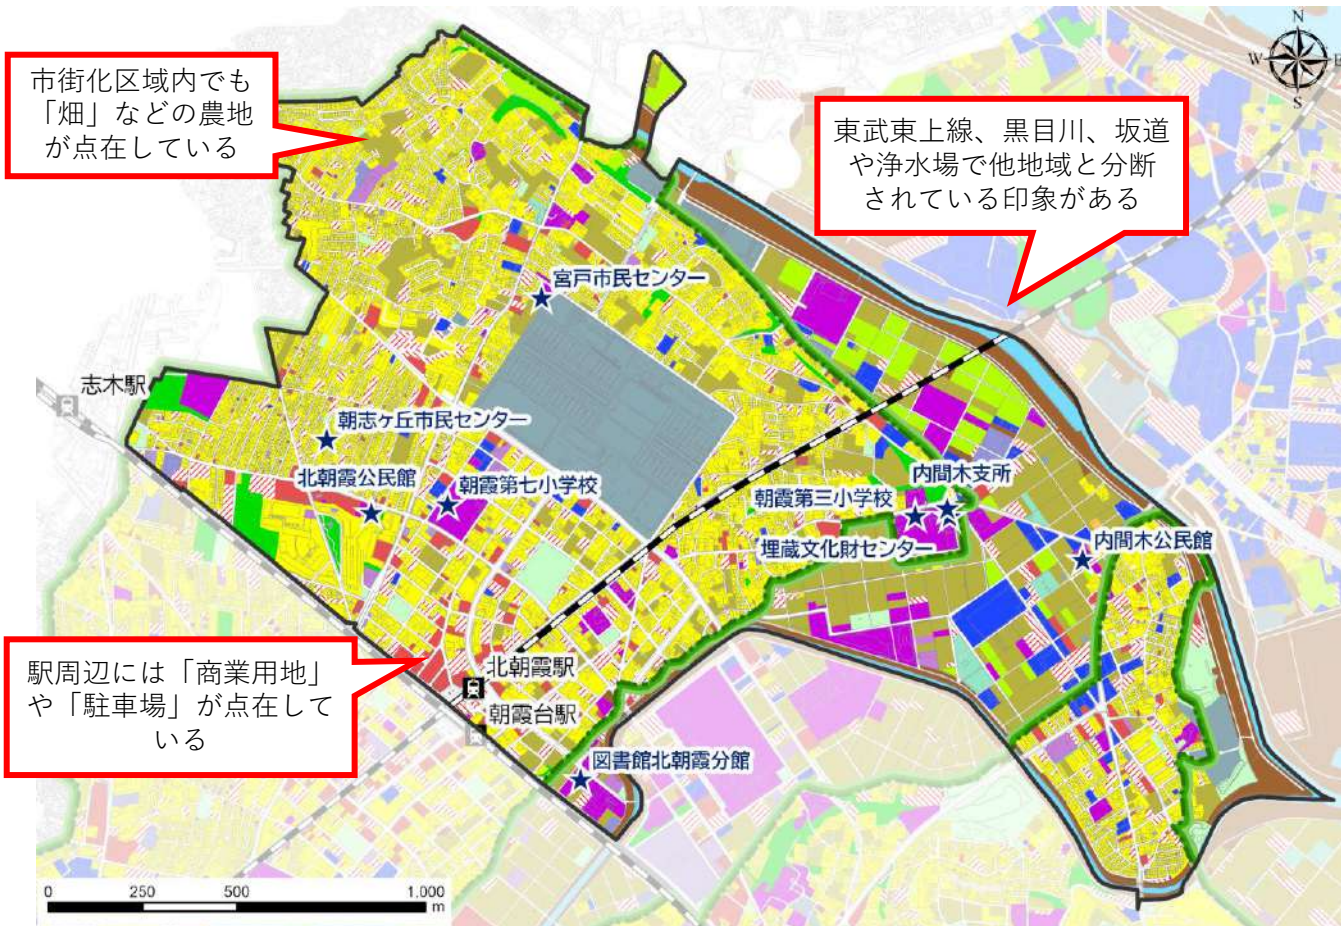 N
W
E
S
市街化区域内でも
「畑」などの農地
が点在している
東武東上線、黒目川、坂道
や浄水場で他地域と分断
されている印象がある
宮戸市民センター
志木駅
朝志ヶ丘市民センター
北朝霞公民館
朝霞第七小学校
内間木支所
朝霞第三小学校
埋蔵文化財センター
内間木公民館
駅周辺には「商業用地」
や「駐車場」が点在して
いる
北朝霞駅
朝霞台駅
図書館北朝霞分館
0 250 500 1,000
m